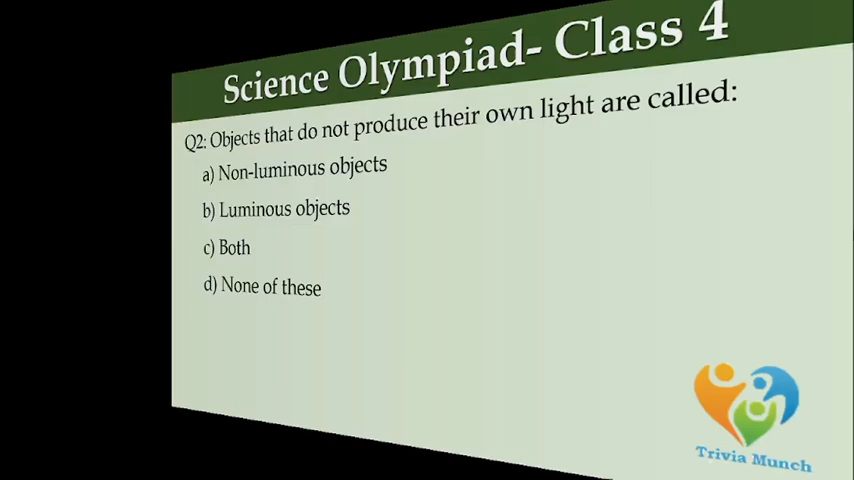 Science Olympiad- Class 4
Q2: Objects that do not produce their own light are called:
a) Non-luminous objects
b) Luminous objects
c) Both
d) None of these
Trivia Munch